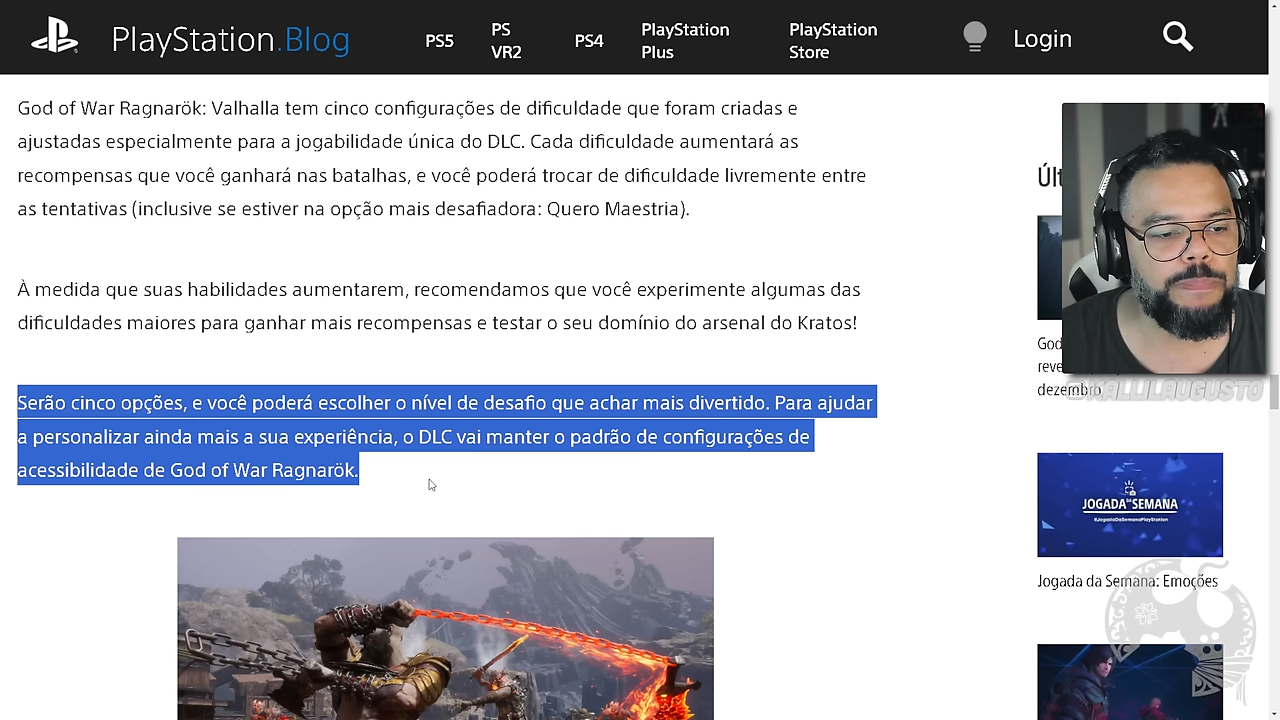 PlayStation.Blog
PS5
PS
VR2
PS4
PlayStation
Plus
PlayStation
Store
Login
God of War Ragnarök: Valhalla tem cinco configurações de dificuldade que foram criadas e
ajustadas especialmente para a jogabilidade única do DLC. Cada dificuldade aumentará as
recompensas que você ganhará nas batalhas, e você poderá trocar de dificuldade livremente entre
as tentativas (inclusive se estiver na opção mais desafiadora: Quero Maestria).
À medida que suas habilidades aumentarem, recomendamos que você experimente algumas das
dificuldades maiores para ganhar mais recompensas e testar o seu domínio do arsenal do Kratos!
Serão cinco opções, e você poderá escolher o nível de desafio que achar mais divertido. Para ajudar
a personalizar ainda mais a sua experiência, o DLC vai manter o padrão de configurações de
acessibilidade de God of War Ragnarök.
God
dezembro
@KALLILAUGUSTO
JOGADA DA SEMANA
#JogadaDaSemanaPlayStation
Jogada da Semana: Emoções